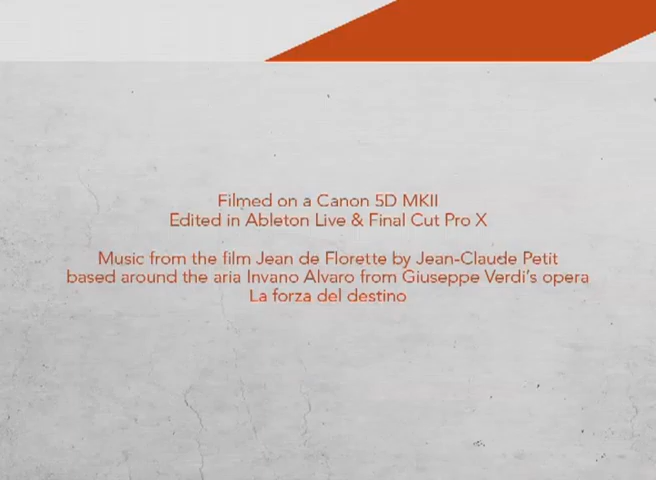 Filmed on a Canon 5D MKII
Edited in Ableton Live & Final Cut Pro X
Music from the film Jean de Florette by Jean-Claude Petit
based around the aria Invano Alvaro from Giuseppe Verdi's opera
La forza del destino